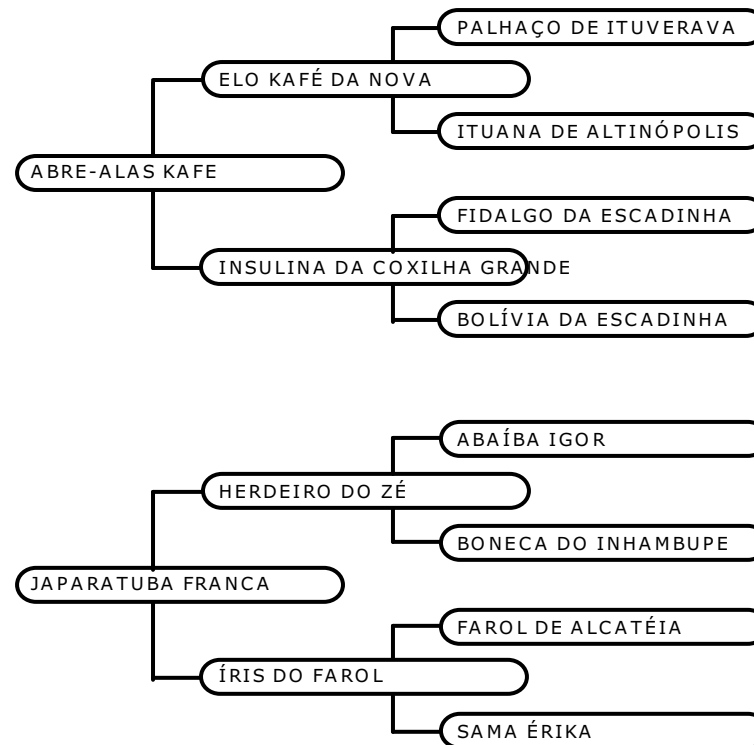 PALHAÇO DE ITUVERAVA
ELO KAFÉ DA NOVA
ITUANA DE ALTINÓPOLIS
ABRE-ALAS KAFE
FIDALGO DA ESCADINHA
INSULINA DA COXILHA GRANDE
BOLÍVIA DA ESCADINHA
ABAÍBA IGOR
HERDEIRO DO ZÉ
BONECA DO INHAMBUPE
JAPARATUBA FRANCA
FAROL DE ALCATÉIA
ÍRIS DO FAROL
SAMA ÉRIKA